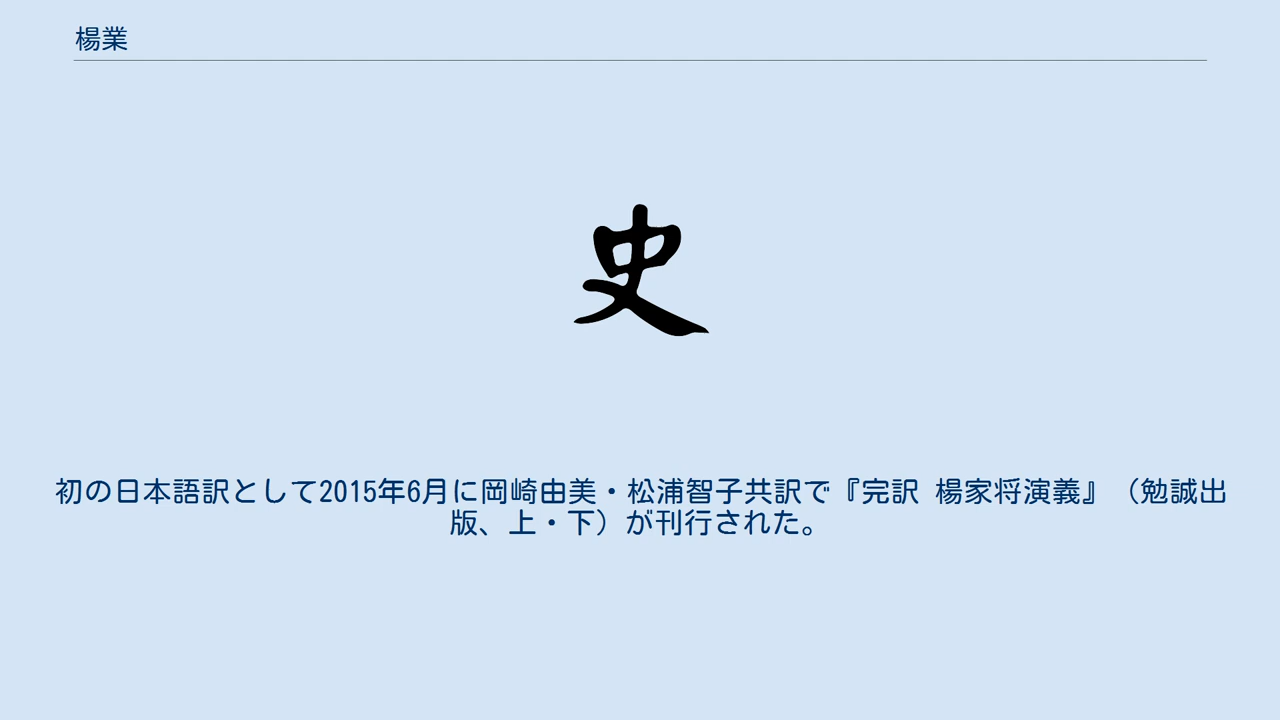 楊業
史
初の日本語訳として2015年6月に岡崎由美・松浦智子共訳で『完訳 楊家将演義』（勉誠出
版、上・下）が刊行された。